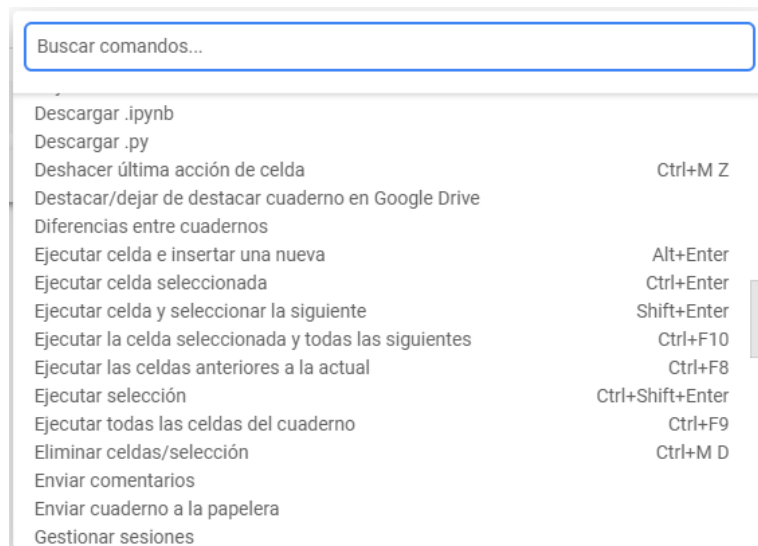 Buscar comandos...
Descargar .ipynb
Descargar .py
Deshacer última acción de celda Ctrl+M Z
Destacar/dejar de destacar cuaderno en Google Drive
Diferencias entre cuadernos
Ejecutar celda e insertar una nueva Alt+Enter
Ejecutar celda seleccionada Ctrl+Enter
Ejecutar celda y seleccionar la siguiente Shift+Enter
Ejecutar la celda seleccionada y todas las siguientes Ctrl+F10
Ejecutar las celdas anteriores a la actual Ctrl+F8
Ejecutar selección Ctrl+Shift+Enter
Ejecutar todas las celdas del cuaderno Ctrl+F9
Eliminar celdas/selección Ctrl+M D
Enviar comentarios
Enviar cuaderno a la papelera
Gestionar sesiones